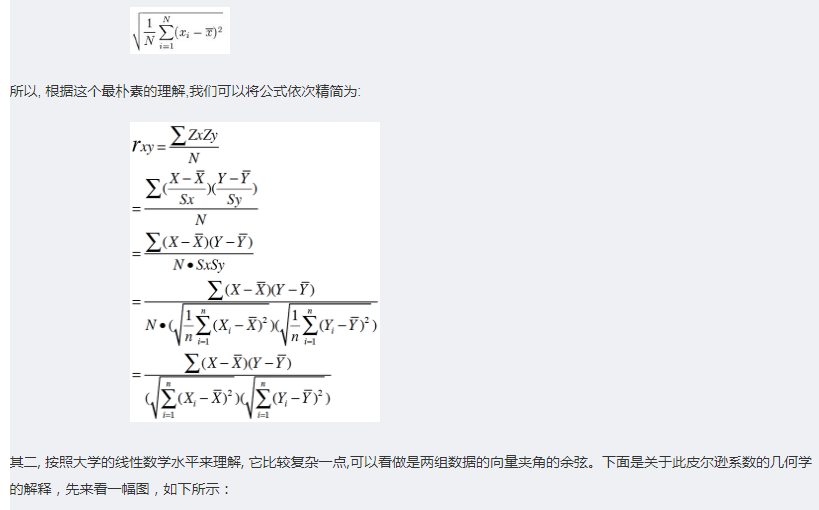 √(1/N ∑_{i=1}^{N} (x_i − x̅)²)
所以, 根据这个最朴素的理解,我们可以将公式依次精简为:
r_xy = ∑ZxZy / N
= ∑((X − X̅)/Sx)((Y − Y̅)/Sy) / N
= ∑(X − X̅)(Y − Y̅) / N • SxSy
= ∑(X − X̅)(Y − Y̅) / N • (√(1/n ∑_{i=1}^{n} (X_i − X̅)²)(√(1/n ∑_{i=1}^{n} (Y_i − Y̅)²)
= ∑(X − X̅)(Y − Y̅) / (√(∑_{i=1}^{n} (X_i − X̅)²)(√(∑_{i=1}^{n} (Y_i − Y̅)²)
其二, 按照大学的线性数学水平来理解, 它比较复杂一点,可以看做是两组数据的向量夹角的余弦。下面是关于此皮尔逊系数的几何学
的解释，先来看一幅图，如下所示：